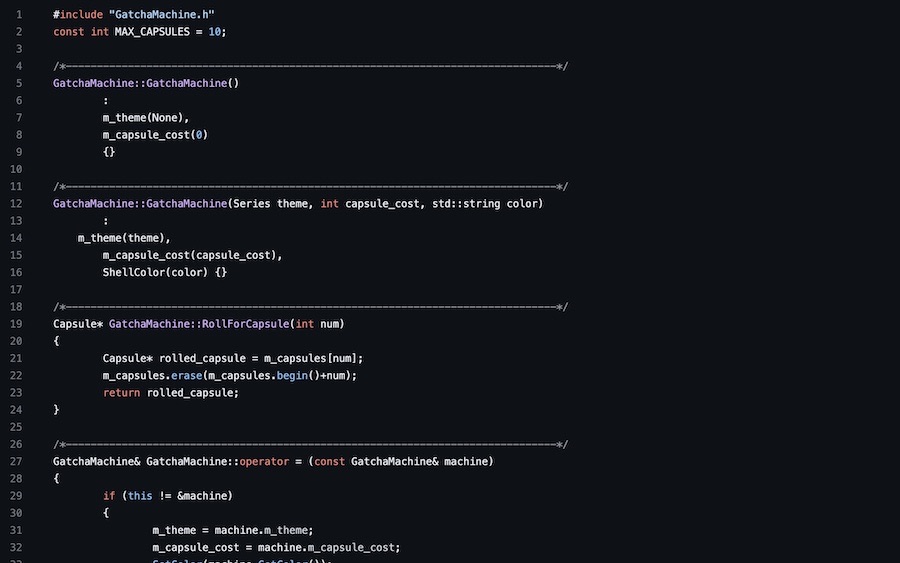 1 #include "GatchaMachine.h"
2 const int MAX_CAPSULES = 10;
3
4 /*-------------------------------------------------------------------------------*/
5 GatchaMachine::GatchaMachine()
6 :
7 m_theme(None),
8 m_capsule_cost(0)
9 {}
10
11 /*-------------------------------------------------------------------------------*/
12 GatchaMachine::GatchaMachine(Series theme, int capsule_cost, std::string color)
13 :
14 m_theme(theme),
15 m_capsule_cost(capsule_cost),
16 ShellColor(color) {}
17
18 /*-------------------------------------------------------------------------------*/
19 Capsule* GatchaMachine::RollForCapsule(int num)
20 {
21 Capsule* rolled_capsule = m_capsules[num];
22 m_capsules.erase(m_capsules.begin()+num);
23 return rolled_capsule;
24 }
25
26 /*-------------------------------------------------------------------------------*/
27 GatchaMachine& GatchaMachine::operator = (const GatchaMachine& machine)
28 {
29 if (this != &machine)
30 {
31 m_theme = machine.m_theme;
32 m_capsule_cost = machine.m_capsule_cost;